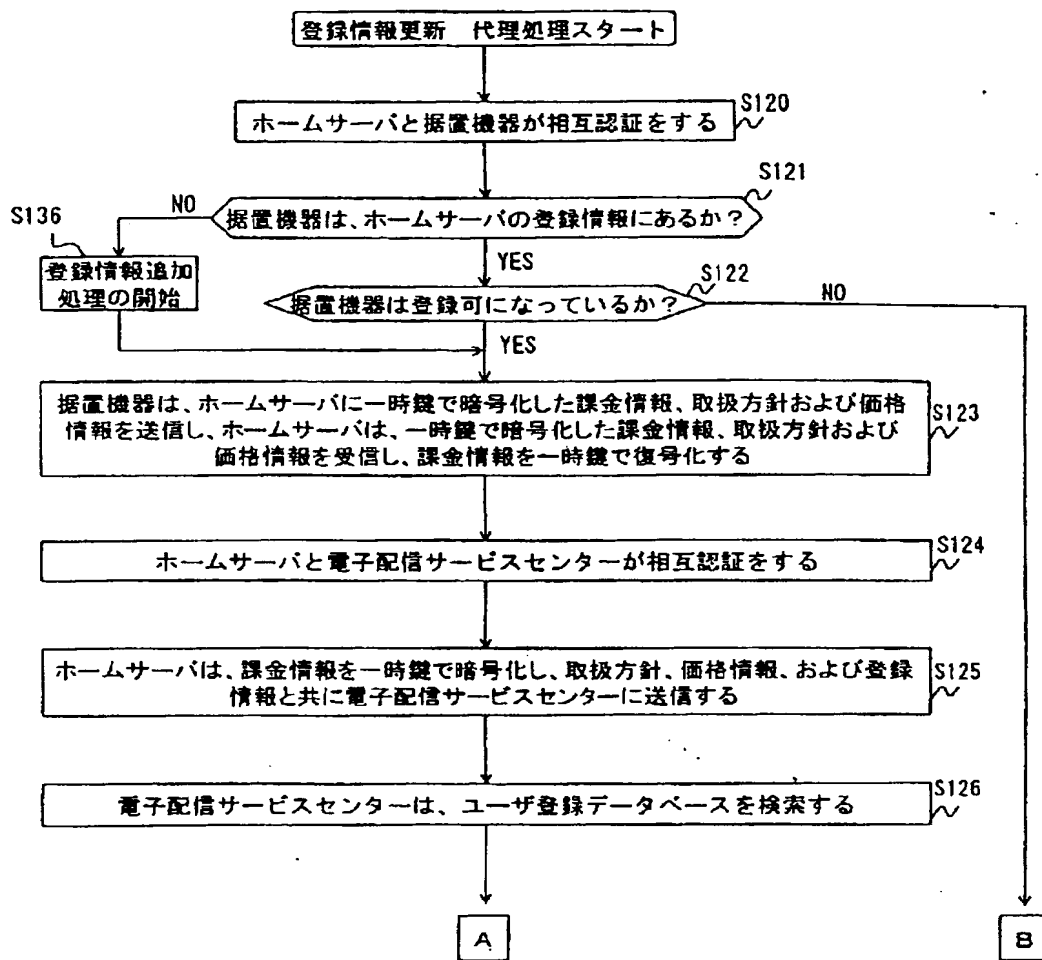 登録情報更新　代理処理スタート
S120
ホームサーバと据置機器が相互認証をする
S121
据置機器は、ホームサーバの登録情報にあるか？
NO
S136
登録情報追加
処理の開始
YES
S122
据置機器は登録可になっているか？
NO
YES
据置機器は、ホームサーバに一時鍵で暗号化した課金情報、取扱方針および価格
情報を送信し、ホームサーバは、一時鍵で暗号化した課金情報、取扱方針および
価格情報を受信し、課金情報を一時鍵で復号化する
S123
ホームサーバと電子配信サービスセンターが相互認証をする
S124
ホームサーバは、課金情報を一時鍵で暗号化し、取扱方針、価格情報、および登録
情報と共に電子配信サービスセンターに送信する
S125
電子配信サービスセンターは、ユーザ登録データベースを検索する
S126
A
B